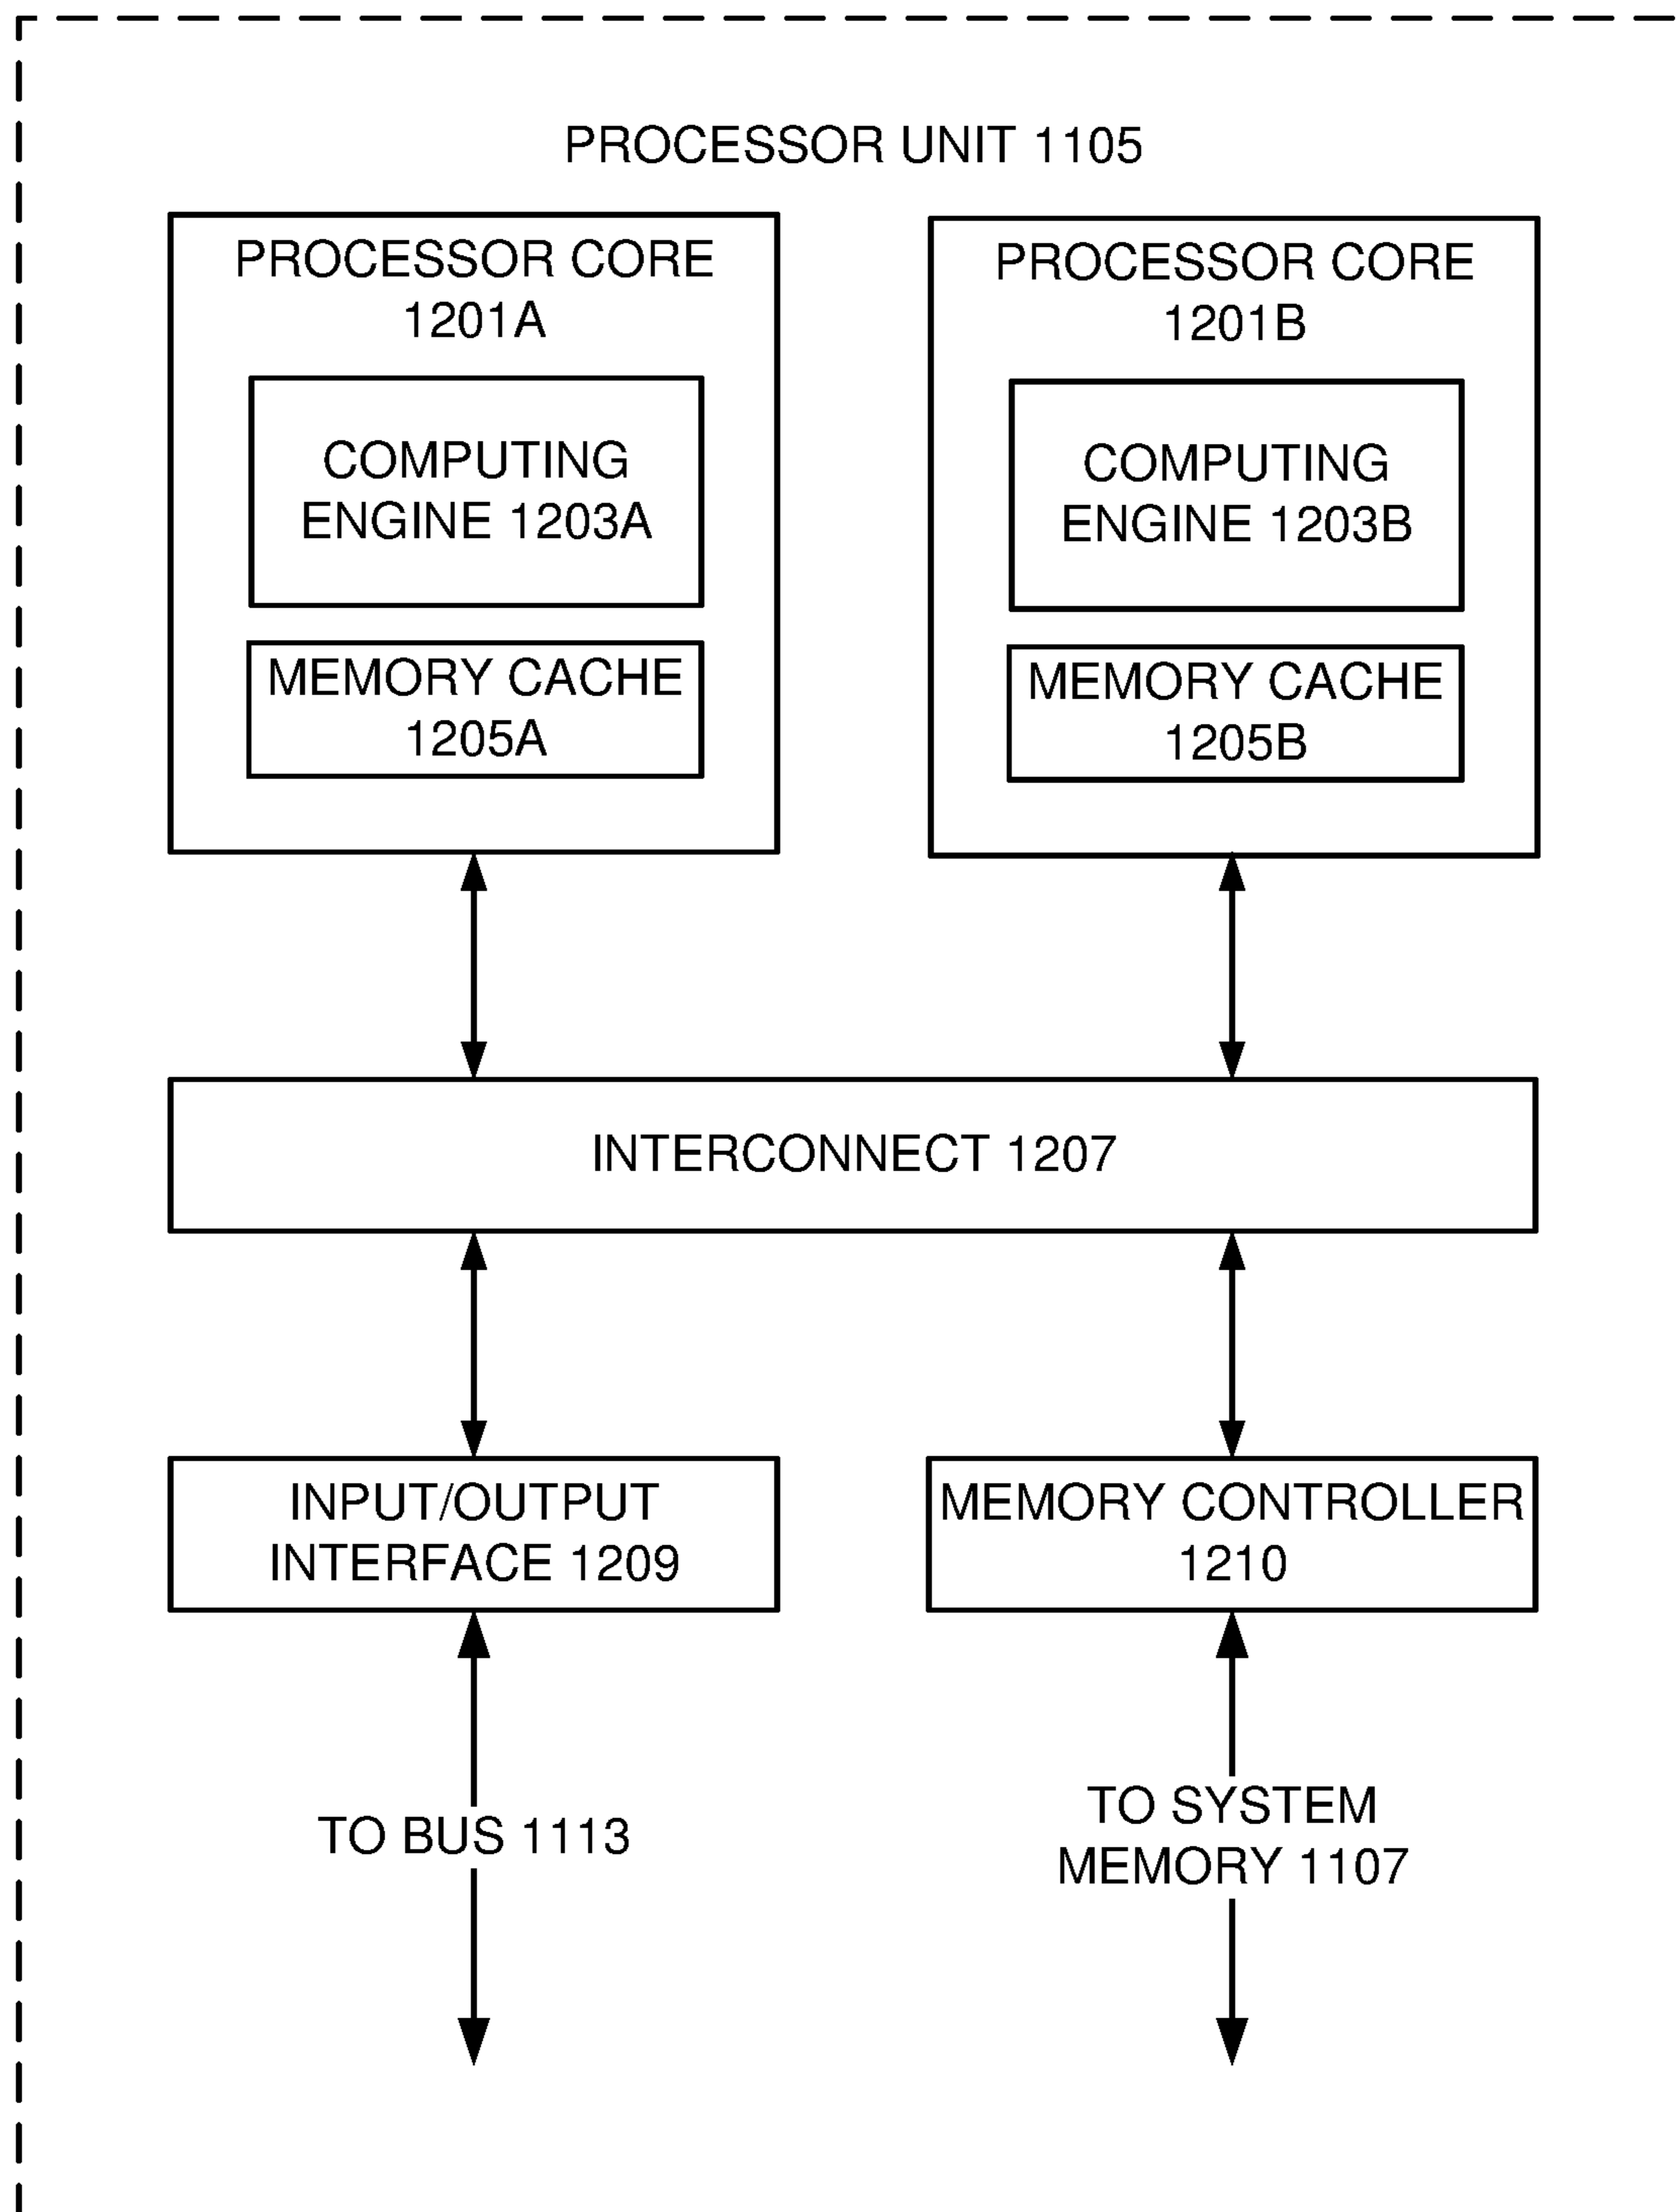 PROCESSOR UNIT 1105
PROCESSOR CORE
1201A
COMPUTING
ENGINE 1203A
MEMORY CACHE
1205A
PROCESSOR CORE
1201B
COMPUTING
ENGINE 1203B
MEMORY CACHE
1205B
INTERCONNECT 1207
INPUT/OUTPUT
INTERFACE 1209
MEMORY CONTROLLER
1210
TO BUS 1113
TO SYSTEM
MEMORY 1107